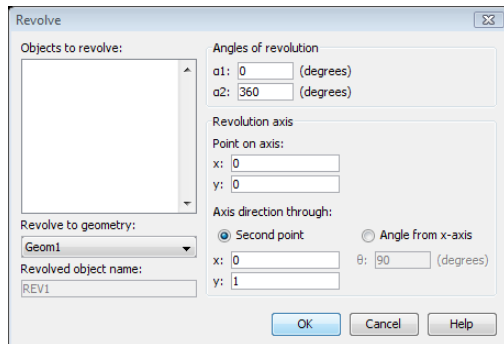 Revolve
Objects to revolve:
Revolve to geometry:
Geom1
Revolved object name:
REV1
Angles of revolution
α1: 0 (degrees)
α2: 360 (degrees)
Revolution axis
Point on axis:
x: 0
y: 0
Axis direction through:
Second point
Angle from x-axis
x: 0
θ: 90 (degrees)
y: 1
OK Cancel Help